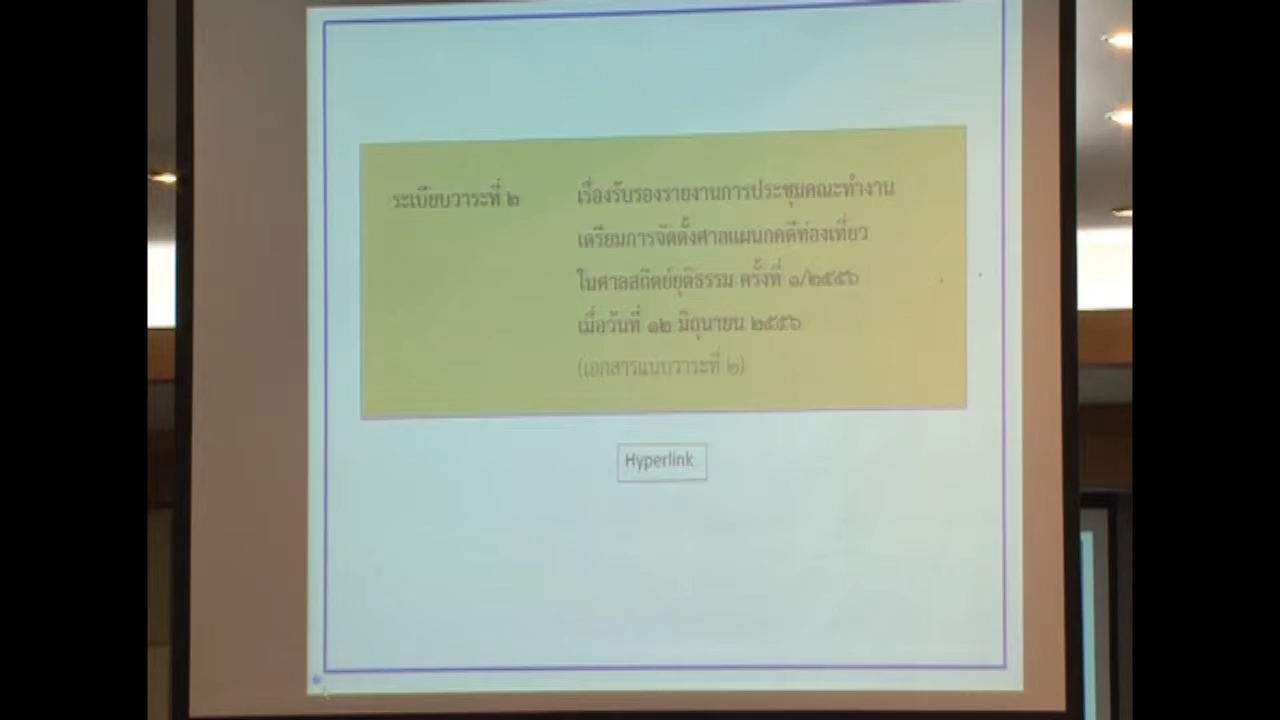 ระเบียบวาระที่ ๒ เรื่องรับรองรายงานการประชุมคณะทำงาน
เตรียมการจัดตั้งศาลแผนกคดีท่องเที่ยว
ในศาลสถิตย์ยุติธรรม ครั้งที่ ๑/๒๕๕๖
เมื่อวันที่ ๑๒ มิถุนายน ๒๕๕๖
(เอกสารแนบวาระที่ ๒)
Hyperlink